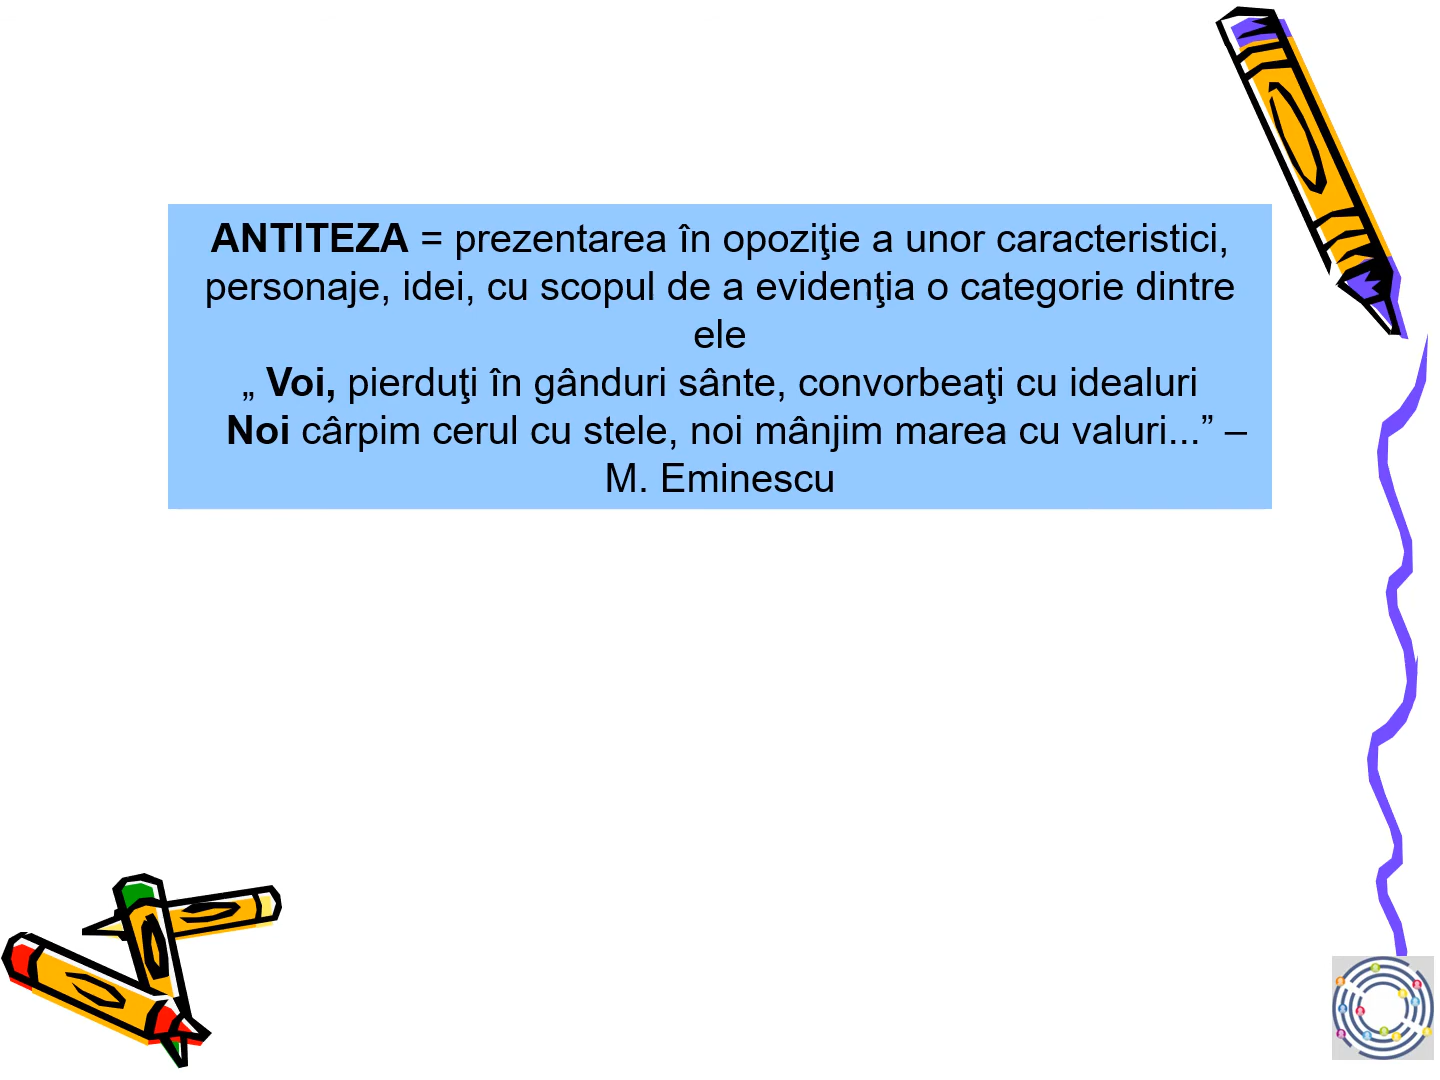 ANTITEZA = prezentarea în opoziţie a unor caracteristici,
personaje, idei, cu scopul de a evidenţia o categorie dintre
ele
„ Voi, pierduţi în gânduri sânte, convorbeaţi cu idealuri
Noi cârpim cerul cu stele, noi mânjim marea cu valuri...” –
M. Eminescu